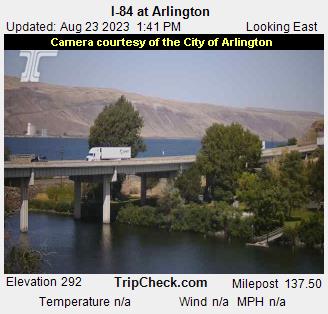 I-84 at Arlington
Updated: Aug 23 2023 1:41 PM Looking East
Camera courtesy of the City of Arlington
Elevation 292 TripCheck.com Milepost 137.50
Temperature n/a Wind n/a MPH n/a